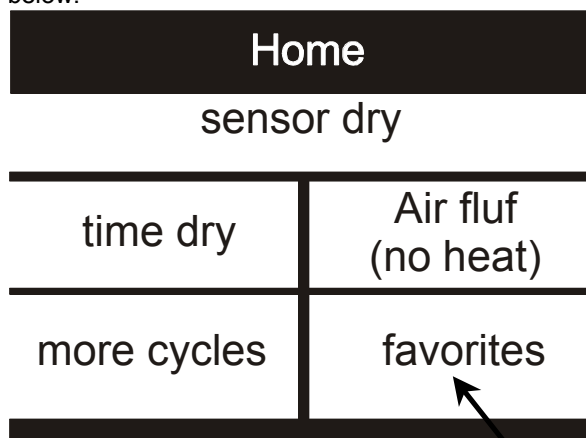 below.
Home
sensor dry
time dry
Air fluf
(no heat)
more cycles
favorites